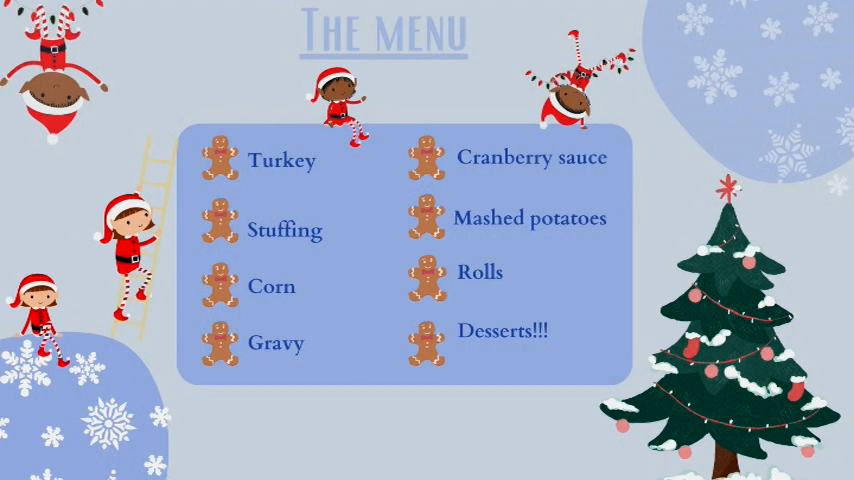 THE MENU
Turkey
Stuffing
Corn
Gravy
Cranberry sauce
Mashed potatoes
Rolls
Desserts!!!